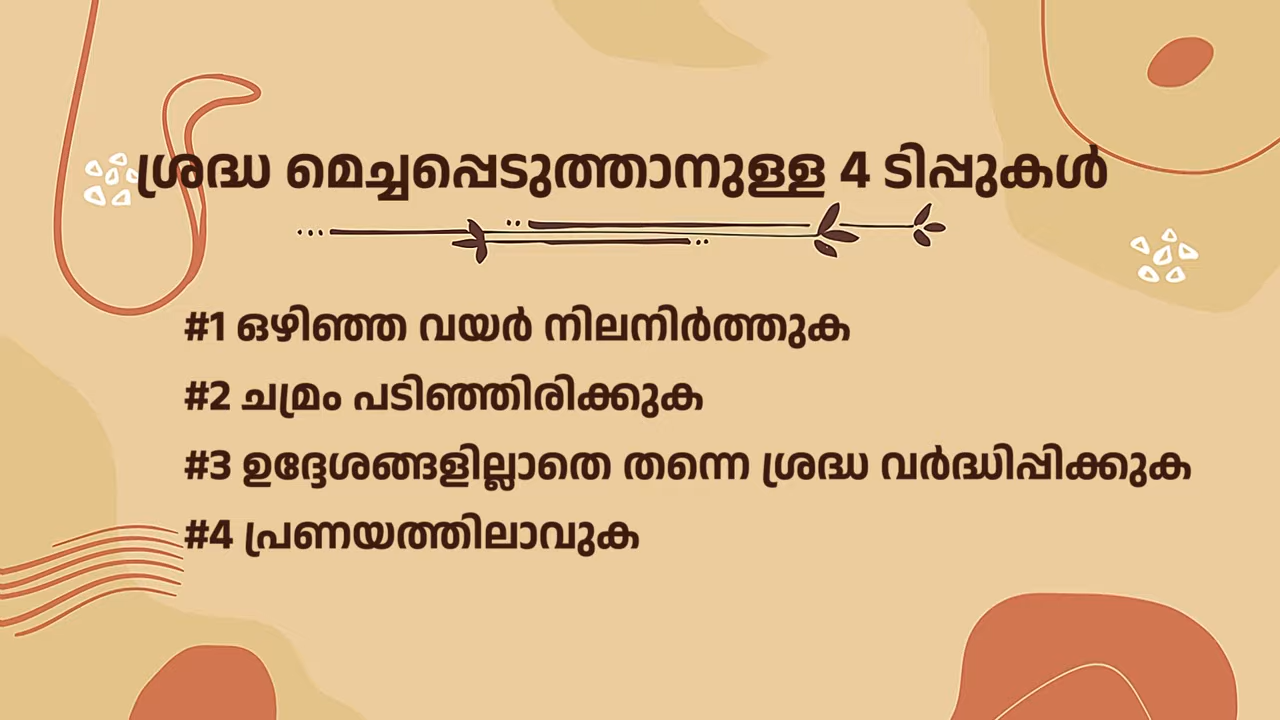 ശ്രദ്ധ മെച്ചപ്പെടുത്താനുള്ള 4 ടിപ്പുകൾ
#1 ഒഴിഞ്ഞ വയർ നിലനിർത്തുക
#2 ചമ്രം പടിഞ്ഞിരിക്കുക
#3 ഉദ്ദേശങ്ങളില്ലാതെ തന്നെ ശ്രദ്ധ വർദ്ധിപ്പിക്കുക
#4 പ്രണയത്തിലാവുക